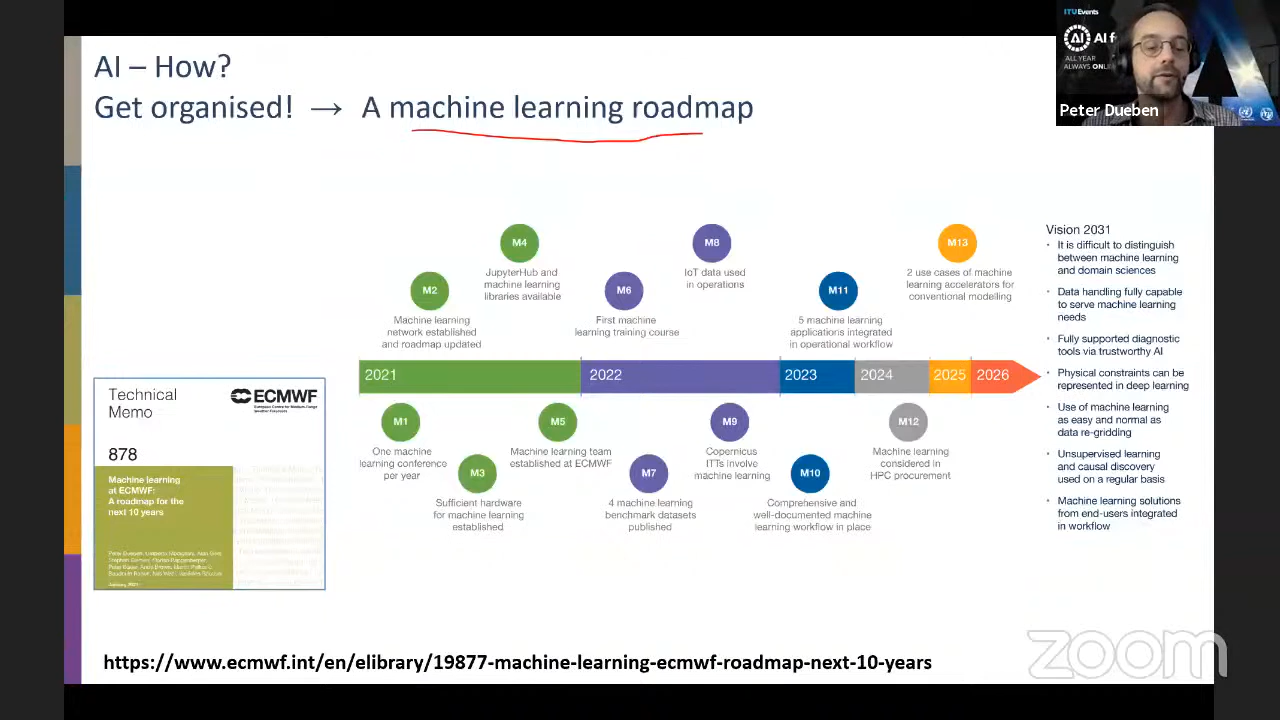 AI – How?
Get organised! → A machine learning roadmap
ITU Events
AI f
ALL YEAR
ALWAYS ONLI
Peter Dueben
M4
JupyterHub and
machine learning
libraries available
M8
IoT data used
in operations
M13
2 use cases of machine
learning accelerators for
conventional modelling
M2
Machine learning
network established
and roadmap updated
M6
First machine
learning training course
M11
5 machine learning
applications integrated
in operational workflow
2021
2022
2023
2024
2025
2026
M1
One machine
learning conference
per year
M5
Machine learning team
established at ECMWF
M9
Copernicus
ITTs involve
machine learning
M12
Machine learning
considered in
HPC procurement
M3
Sufficient hardware
for machine learning
established
M7
4 machine learning
benchmark datasets
published
M10
Comprehensive and
well-documented machine
learning workflow in place
Vision 2031
• It is difficult to distinguish
between machine learning
and domain sciences
• Data handling fully capable
to serve machine learning
needs
• Fully supported diagnostic
tools via trustworthy AI
• Physical constraints can be
represented in deep learning
• Use of machine learning
as easy and normal as
data re-gridding
• Unsupervised learning
and causal discovery
used on a regular basis
• Machine learning solutions
from end-users integrated
in workflow
Technical
Memo
ECMWF
878
Machine learning
at ECMWF:
A roadmap for the
next 10 years
https://www.ecmwf.int/en/elibrary/19877-machine-learning-ecmwf-roadmap-next-10-years
zoom